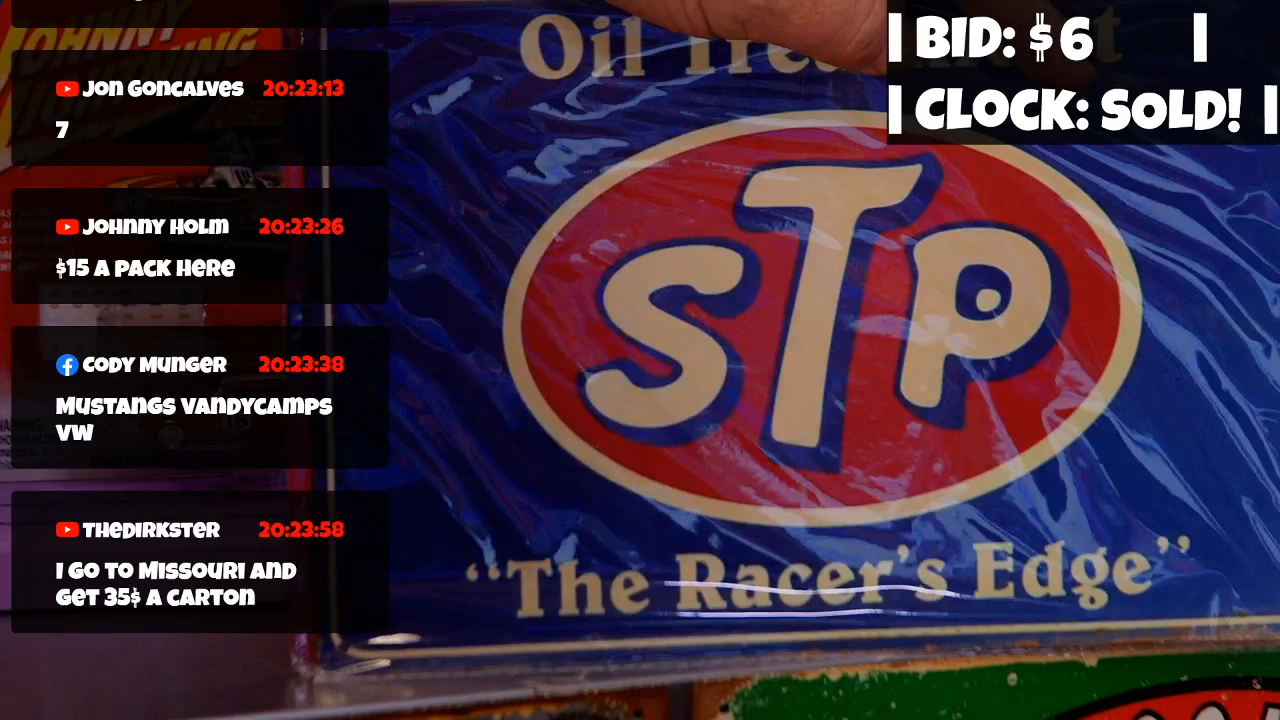 JOHNNY
LIGHTNING
Jon Goncalves 20:23:13
7
Johnny Holm 20:23:26
$15 a pack here
Cody Munger 20:23:38
Mustangs vandycamps
vw
TheDirkster 20:23:58
I go to Missouri and
get 35$ a carton
Oil
STP
“The Racer's Edge”
| BID: $6 |
| CLOCK: SOLD! |